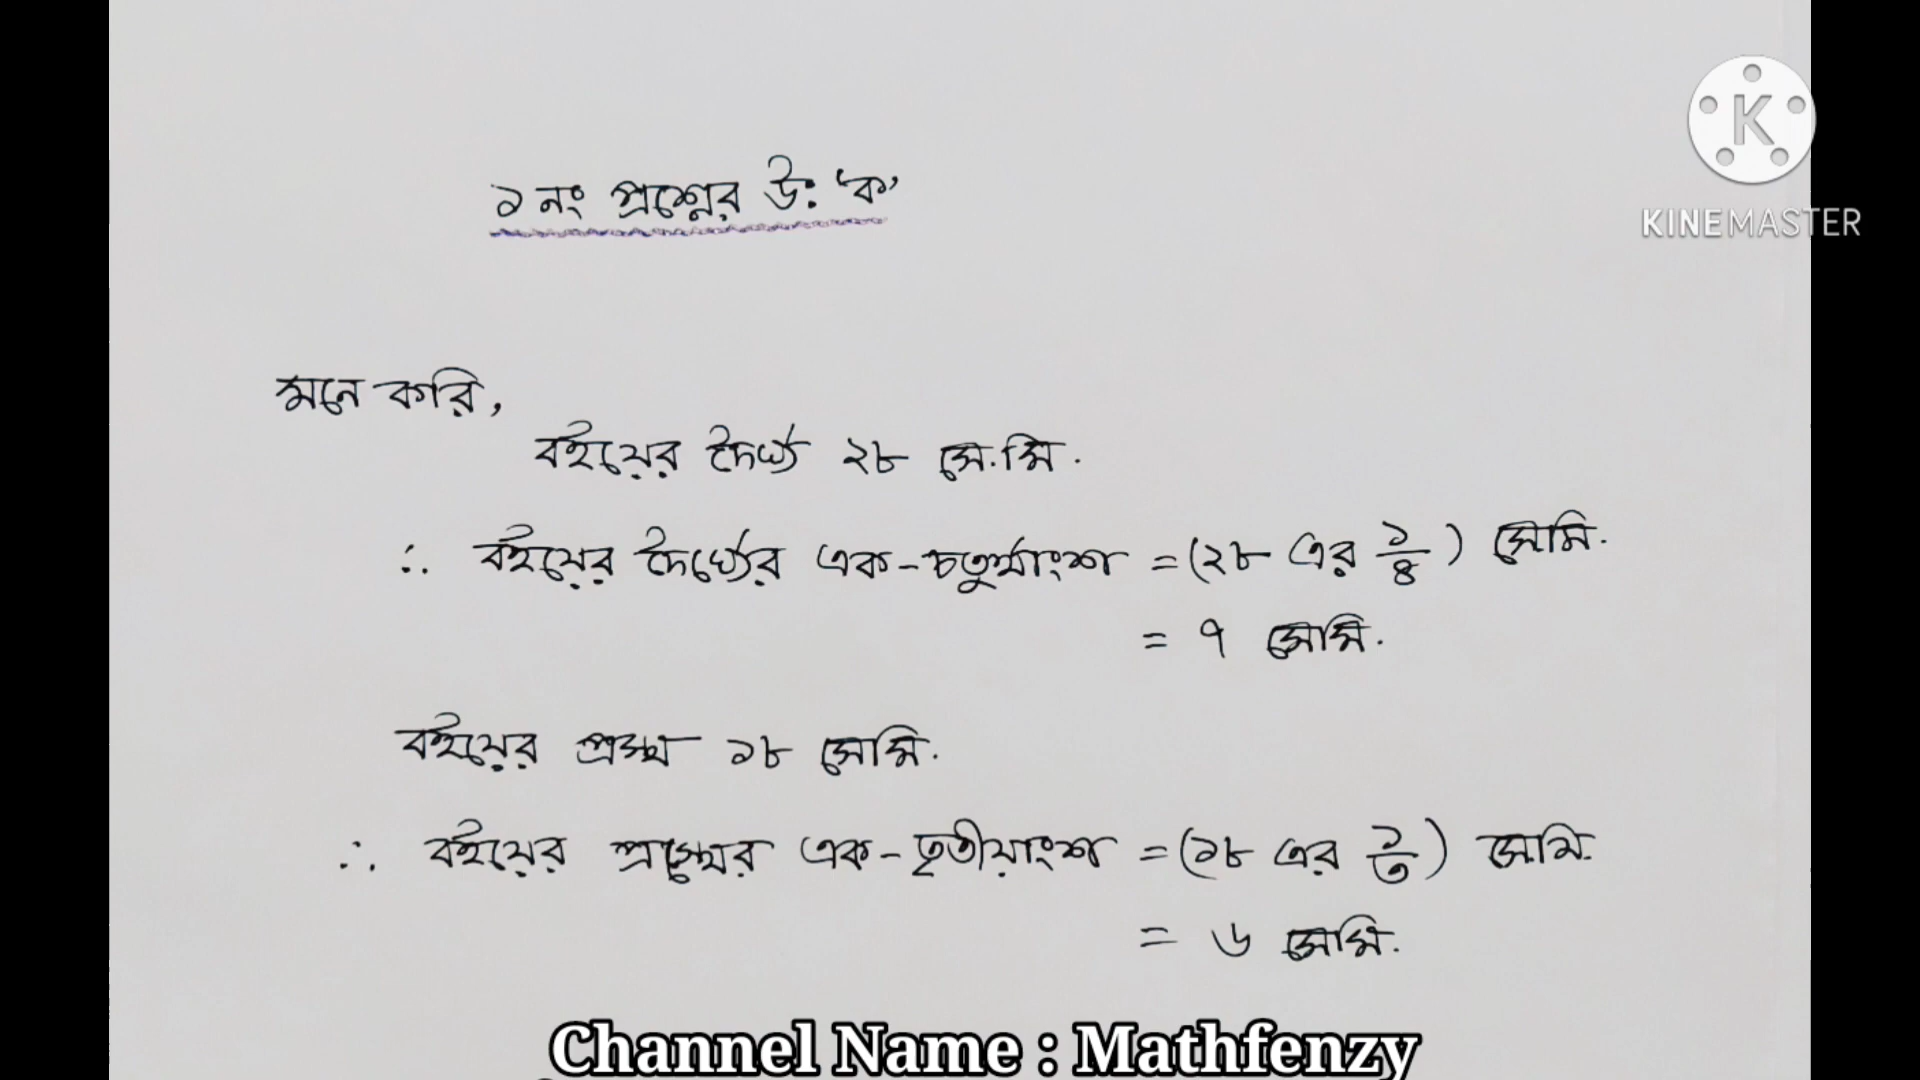 ১ নং প্রশ্নের উ: 'ক'
KINEMASTER
মনে করি,
বইয়ের দৈর্ঘ্য ২৮ সে.মি.
∴ বইয়ের দৈর্ঘ্যের এক-চতুর্থাংশ = (২৮ এর ১/৪) সেমি.
= ৭ সেমি.
বইয়ের প্রস্থ ১৮ সেমি.
∴ বইয়ের প্রস্থের এক-তৃতীয়াংশ = (১৮ এর ১/৩) সেমি.
= ৬ সেমি.
Channel Name : Mathfenzy